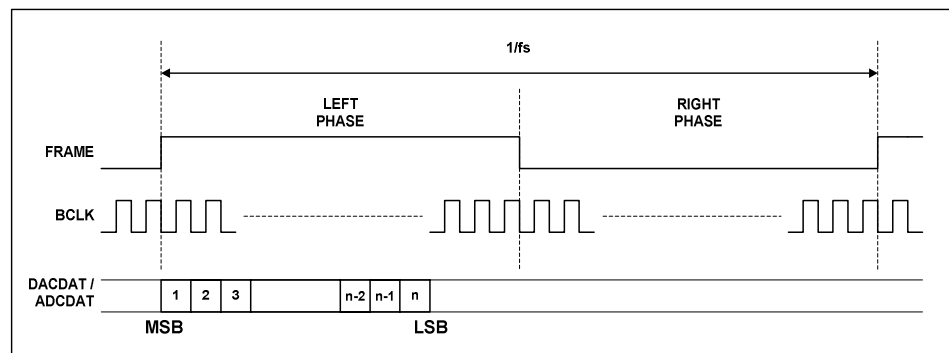 1/fs
LEFT
PHASE
RIGHT
PHASE
FRAME
BCLK
DACDAT /
ADCDAT
1 2 3 n-2 n-1 n
MSB LSB